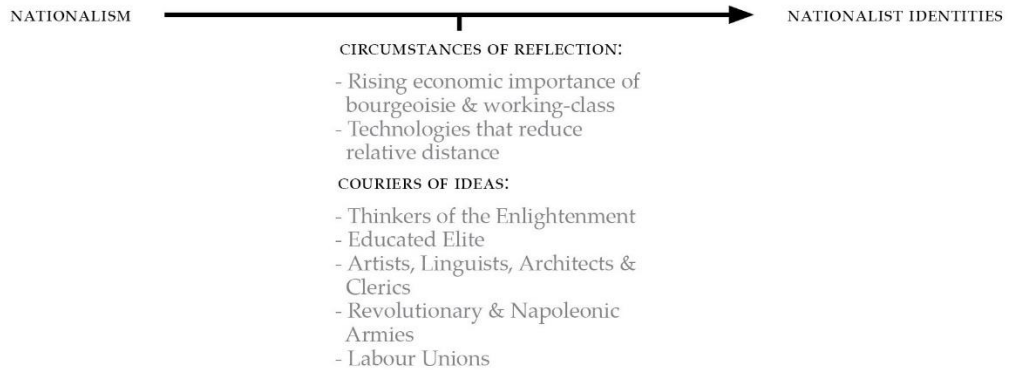 NATIONALISM
NATIONALIST IDENTITIES
CIRCUMSTANCES OF REFLECTION:
- Rising economic importance of
bourgeoisie & working-class
- Technologies that reduce
relative distance
COURIERS OF IDEAS:
- Thinkers of the Enlightenment
- Educated Elite
- Artists, Linguists, Architects &
Clerics
- Revolutionary & Napoleonic
Armies
- Labour Unions